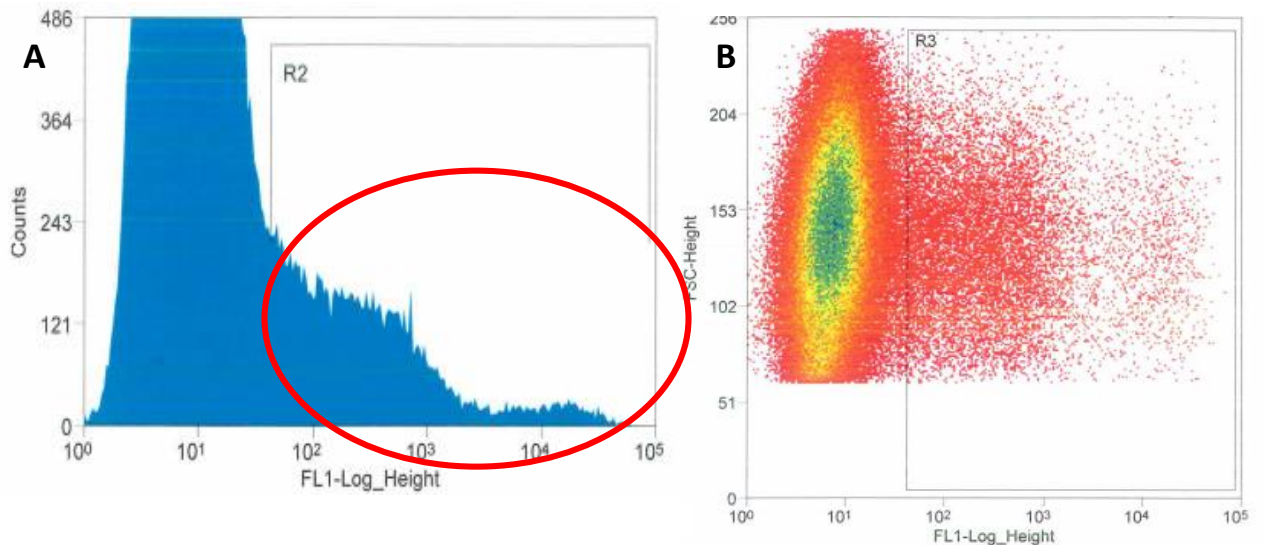 A
486
364
243
121
0
Counts
R2
10⁰
10¹
10²
10³
10⁴
10⁵
FL1-Log_Height
B
256
204
153
102
51
0
FSC-Height
R3
10⁰
10¹
10²
10³
10⁴
10⁵
FL1-Log_Height